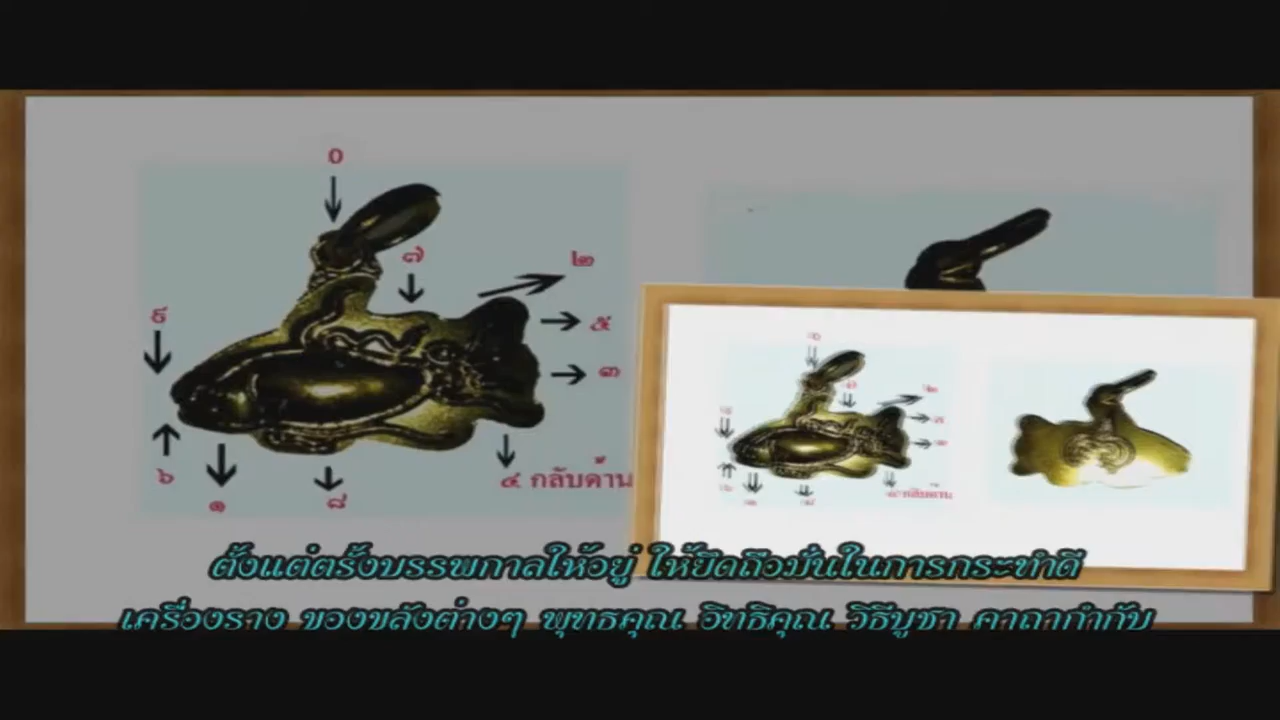 ๐
๗
๒
๕
๓
๖
๑
๘
๔ กลับด้าน
ตั้งแต่ครั้งบรรพกาลให้อยู่ ให้ยึดถือมั่นในการกระทำดี
เครื่องราง ของขลังต่างๆ พุทธคุณ อิทธิคุณ วิธีบูชา คาถากำกับ